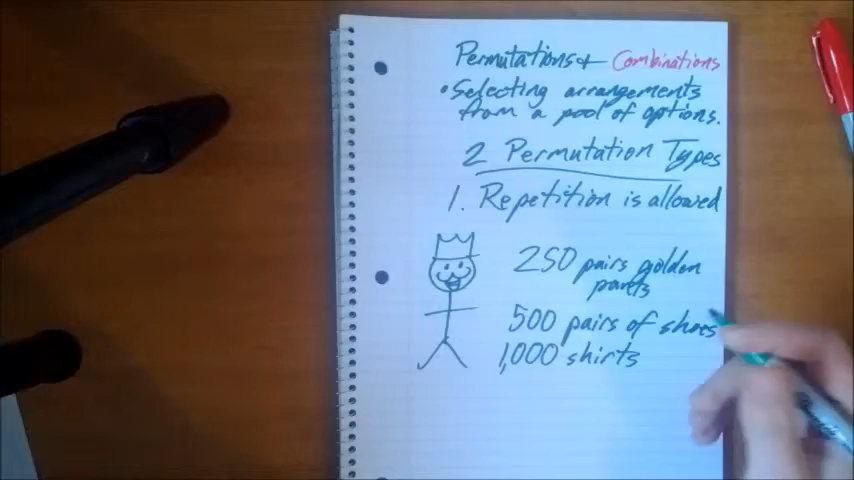 Permutations + Combinations
• Selecting arrangements
from a pool of options.
2 Permutation Types
1. Repetition is allowed
250 pairs golden
pants
500 pairs of shoes
1,000 shirts